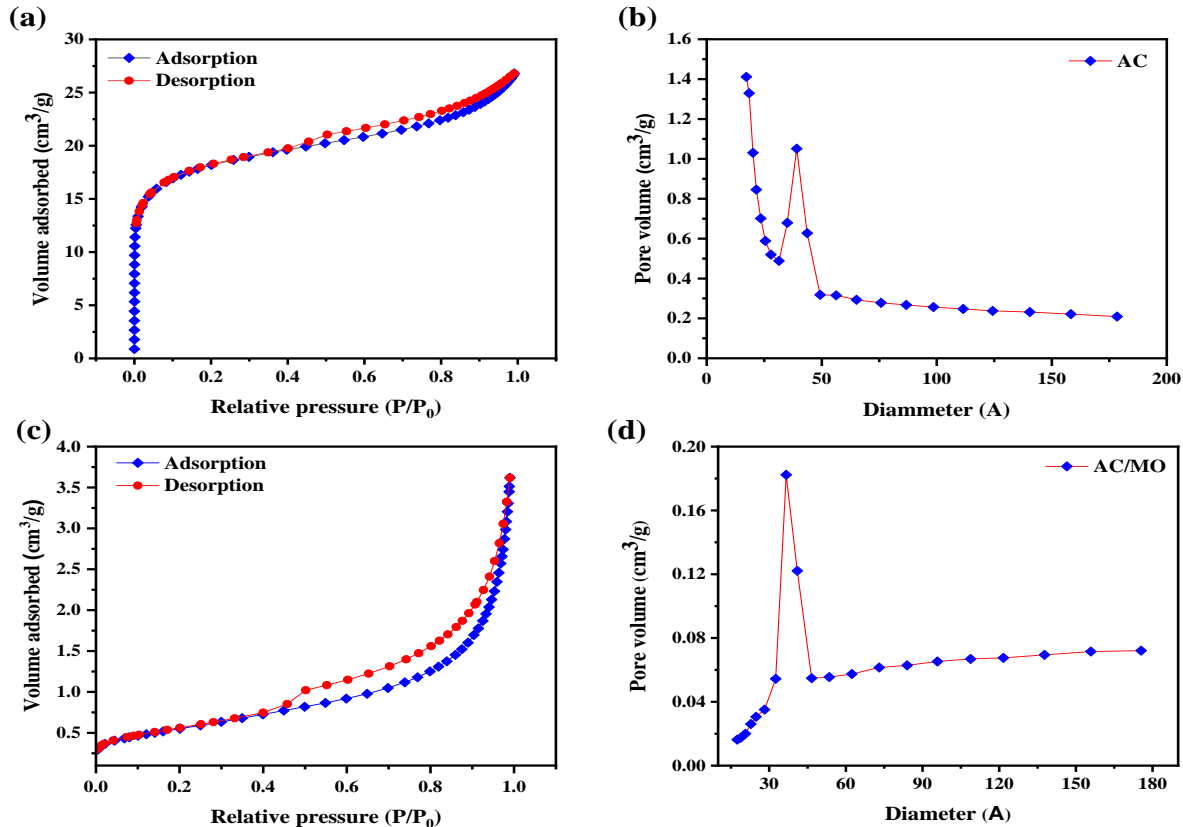 (a)
30
25
20
15
10
5
0
0.0 0.2 0.4 0.6 0.8 1.0
Volume adsorbed (cm³/g)
Relative pressure (P/P₀)
Adsorption
Desorption
(b)
1.6
1.4
1.2
1.0
0.8
0.6
0.4
0.2
0.0
0 50 100 150 200
Pore volume (cm³/g)
Diammeter (A)
AC
(c)
4.0
3.5
3.0
2.5
2.0
1.5
1.0
0.5
0.0 0.2 0.4 0.6 0.8 1.0
Volume adsorbed (cm³/g)
Relative pressure (P/P₀)
Adsorption
Desorption
(d)
0.20
0.16
0.12
0.08
0.04
0.00
30 60 90 120 150 180
Pore volume (cm³/g)
Diameter (A)
AC/MO